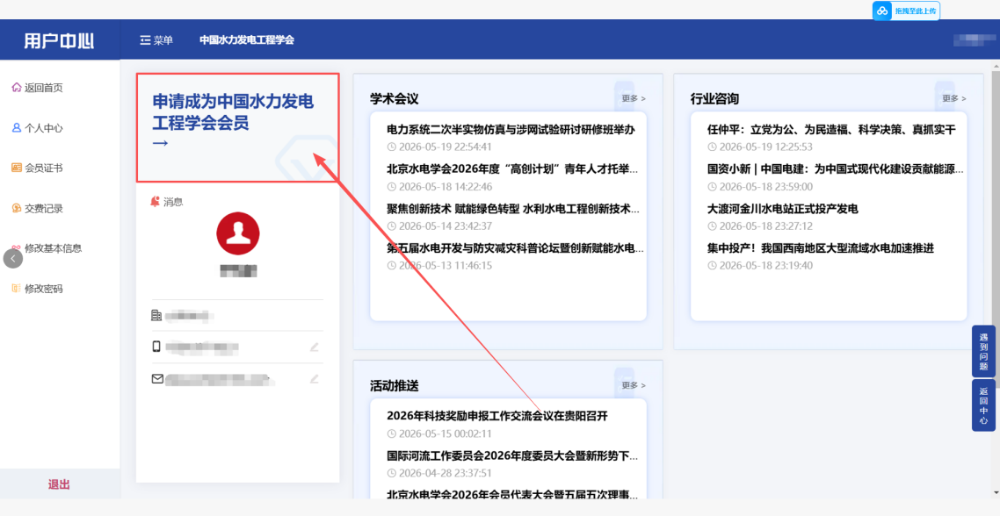 拖拽至此上传
用户中心
菜单
中国水力发电工程学会
返回首页
个人中心
会员证书
交费记录
修改基本信息
修改密码
退出
申请成为中国水力发电
工程学会会员
→
消息
学术会议
更多 >
电力系统二次半实物仿真与涉网试验研讨研修班举办
2026-05-19 22:54:41
北京水电学会2026年度“高创计划”青年人才托举...
2026-05-18 14:22:46
聚焦创新技术 赋能绿色转型 水利水电工程创新技术...
2026-05-14 23:42:37
第五届水电开发与防灾减灾科普论坛暨创新赋能水电...
2026-05-13 11:46:15
行业咨询
更多 >
任仲平：立党为公、为民造福、科学决策、真抓实干
2026-05-19 12:25:53
国资小新 | 中国电建：为中国式现代化建设贡献能源...
2026-05-18 23:59:00
大渡河金川水电站正式投产发电
2026-05-18 23:27:12
集中投产！我国西南地区大型流域水电加速推进
2026-05-18 23:19:40
活动推送
更多 >
2026年科技奖励申报工作交流会议在贵阳召开
2026-05-15 00:02:11
国际河流工作委员会2026年度委员大会暨新形势下...
2026-04-28 23:37:51
北京水电学会2026年会员代表大会暨五届五次理事...
遇到问题
返回中心